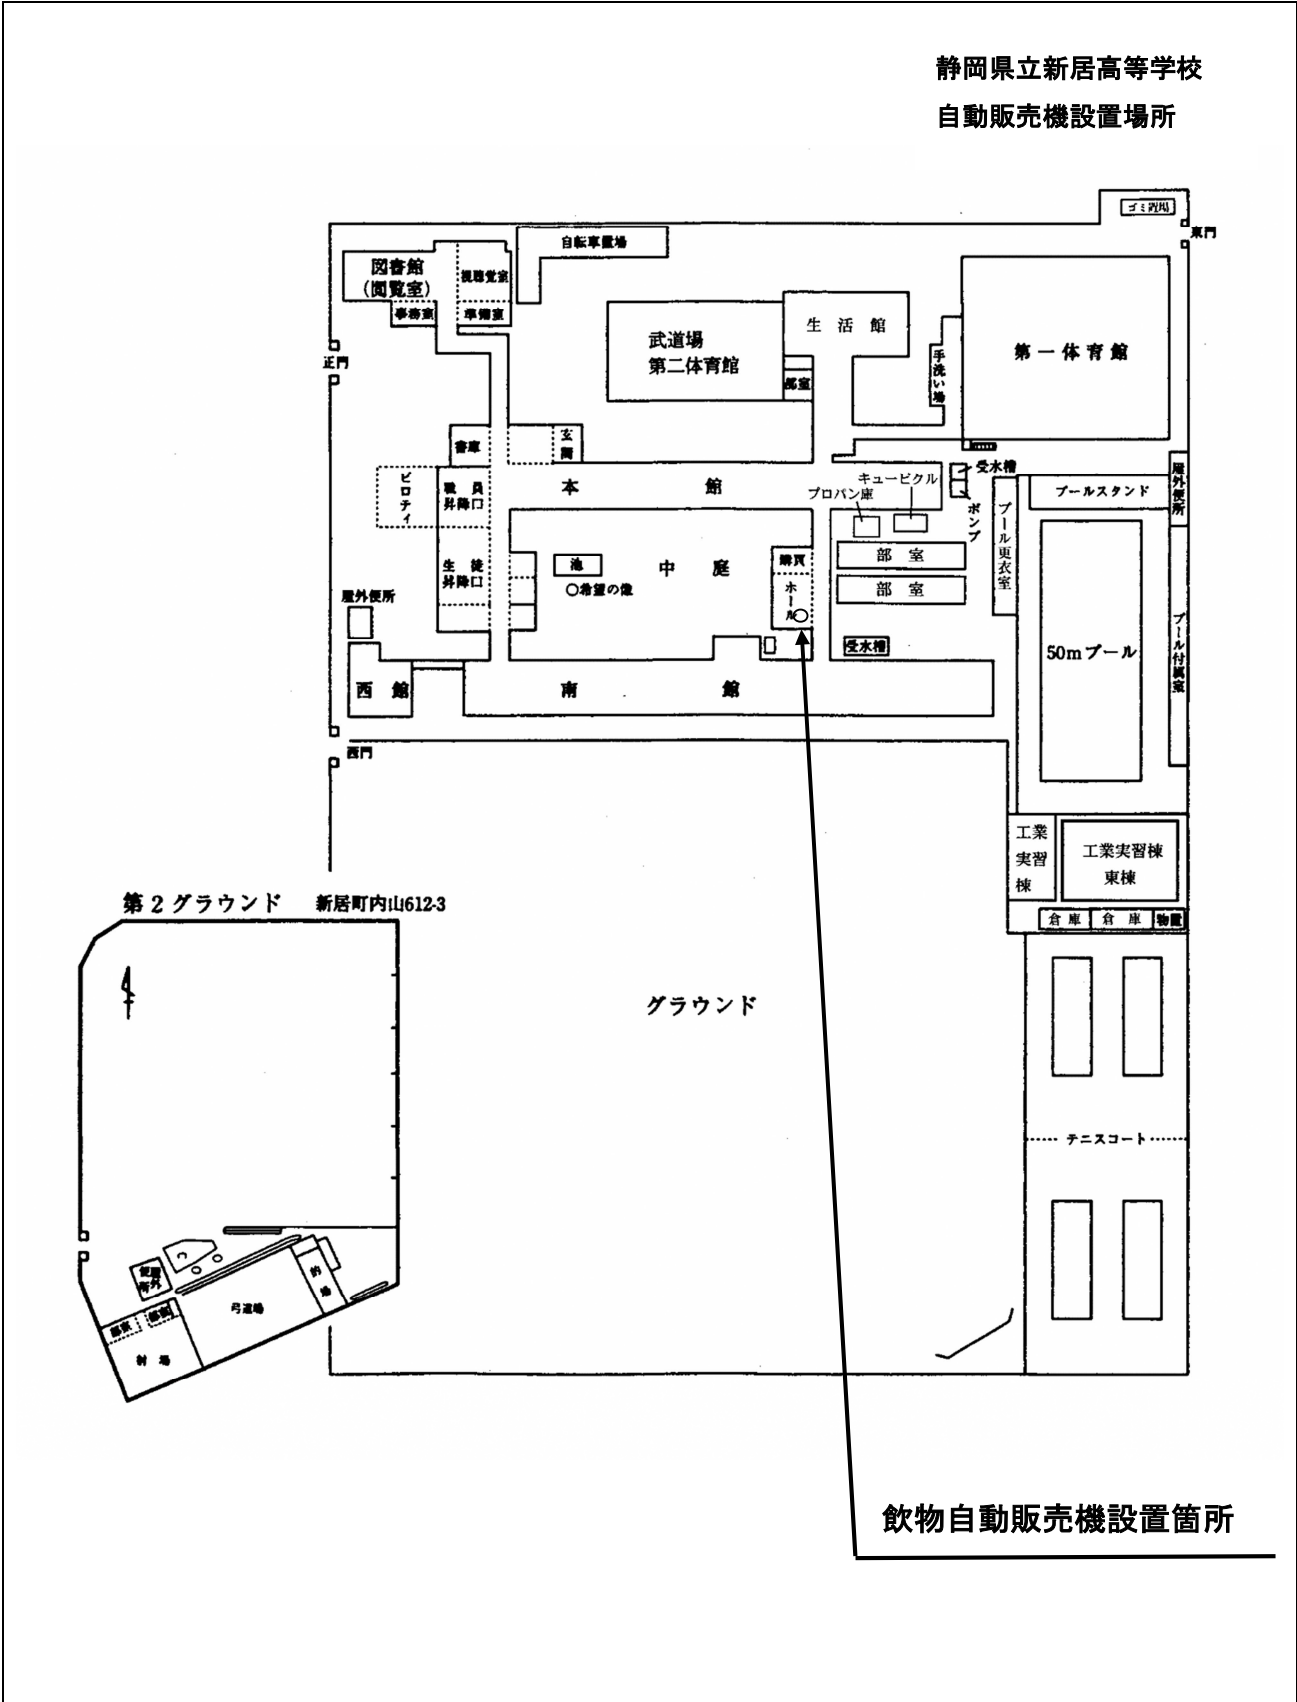 静岡県立新居高等学校
自動販売機設置場所
ゴミ置場
東門
自転車置場
図書館
(閲覧室)
視聴覚室
事務室
準備室
正門
武道場
第二体育館
生活館
部室
手洗い場
第一体育館
書庫
玄関
ピロティ
職員
昇降口
本館
キュービクル
プロパン庫
受水槽
ポンプ
プールスタンド
屋外便所
プール更衣室
部室
部室
購買
ホール
池
中庭
○希望の像
生徒
昇降口
屋外便所
受水槽
50mプール
プール付属室
西館
南館
西門
工業
実習
棟
工業実習棟
東棟
倉庫
倉庫
物置
第2グラウンド 新居町内山612-3
グラウンド
テニスコート
屋外
便所
部室
部室
弓道場
的場
射場
飲物自動販売機設置箇所